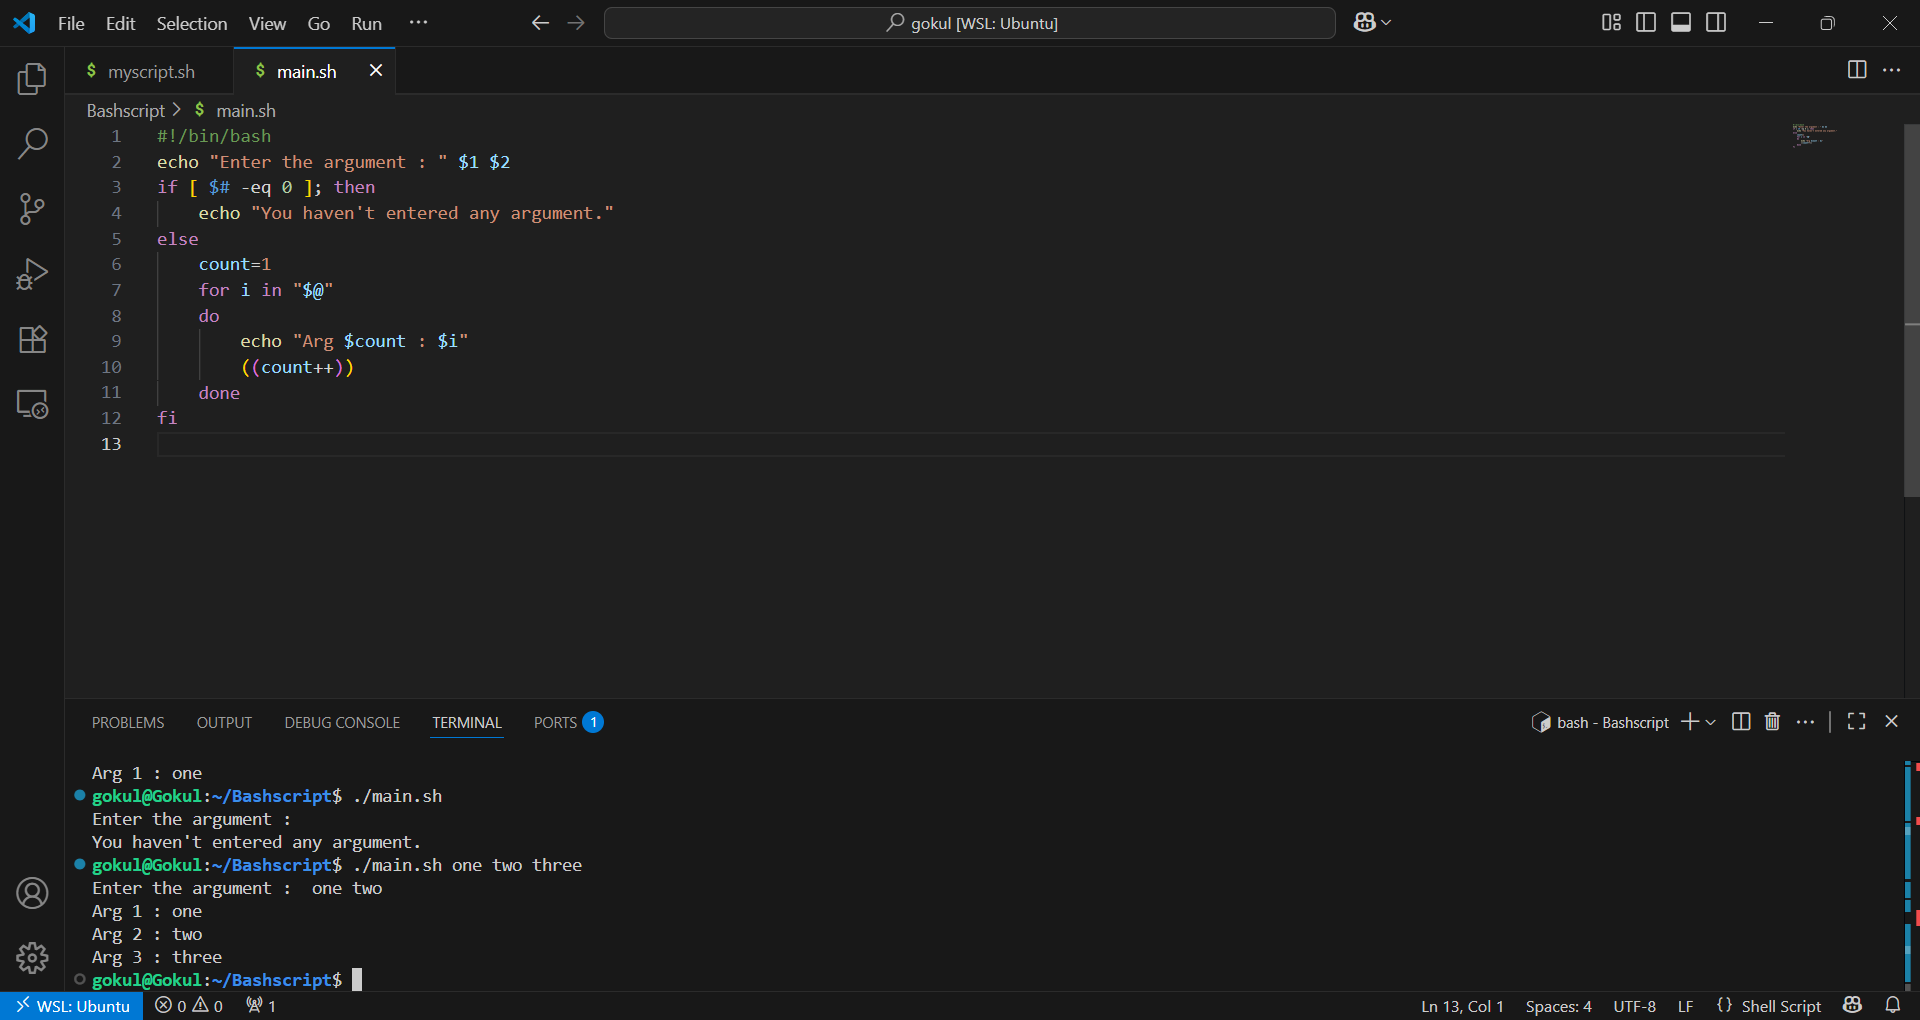 File Edit Selection View Go Run ···
gokul [WSL: Ubuntu]
$ myscript.sh
$ main.sh
Bashscript > $ main.sh
1 #!/bin/bash
2 echo "Enter the argument : " $1 $2
3 if [ $# -eq 0 ]; then
4 echo "You haven't entered any argument."
5 else
6 count=1
7 for i in "$@"
8 do
9 echo "Arg $count : $i"
10 ((count++))
11 done
12 fi
13
PROBLEMS OUTPUT DEBUG CONSOLE TERMINAL PORTS 1
bash - Bashscript
Arg 1 : one
gokul@Gokul:~/Bashscript$ ./main.sh
Enter the argument :
You haven't entered any argument.
gokul@Gokul:~/Bashscript$ ./main.sh one two three
Enter the argument :  one two
Arg 1 : one
Arg 2 : two
Arg 3 : three
gokul@Gokul:~/Bashscript$
WSL: Ubuntu 0 0 1
Ln 13, Col 1 Spaces: 4 UTF-8 LF {} Shell Script